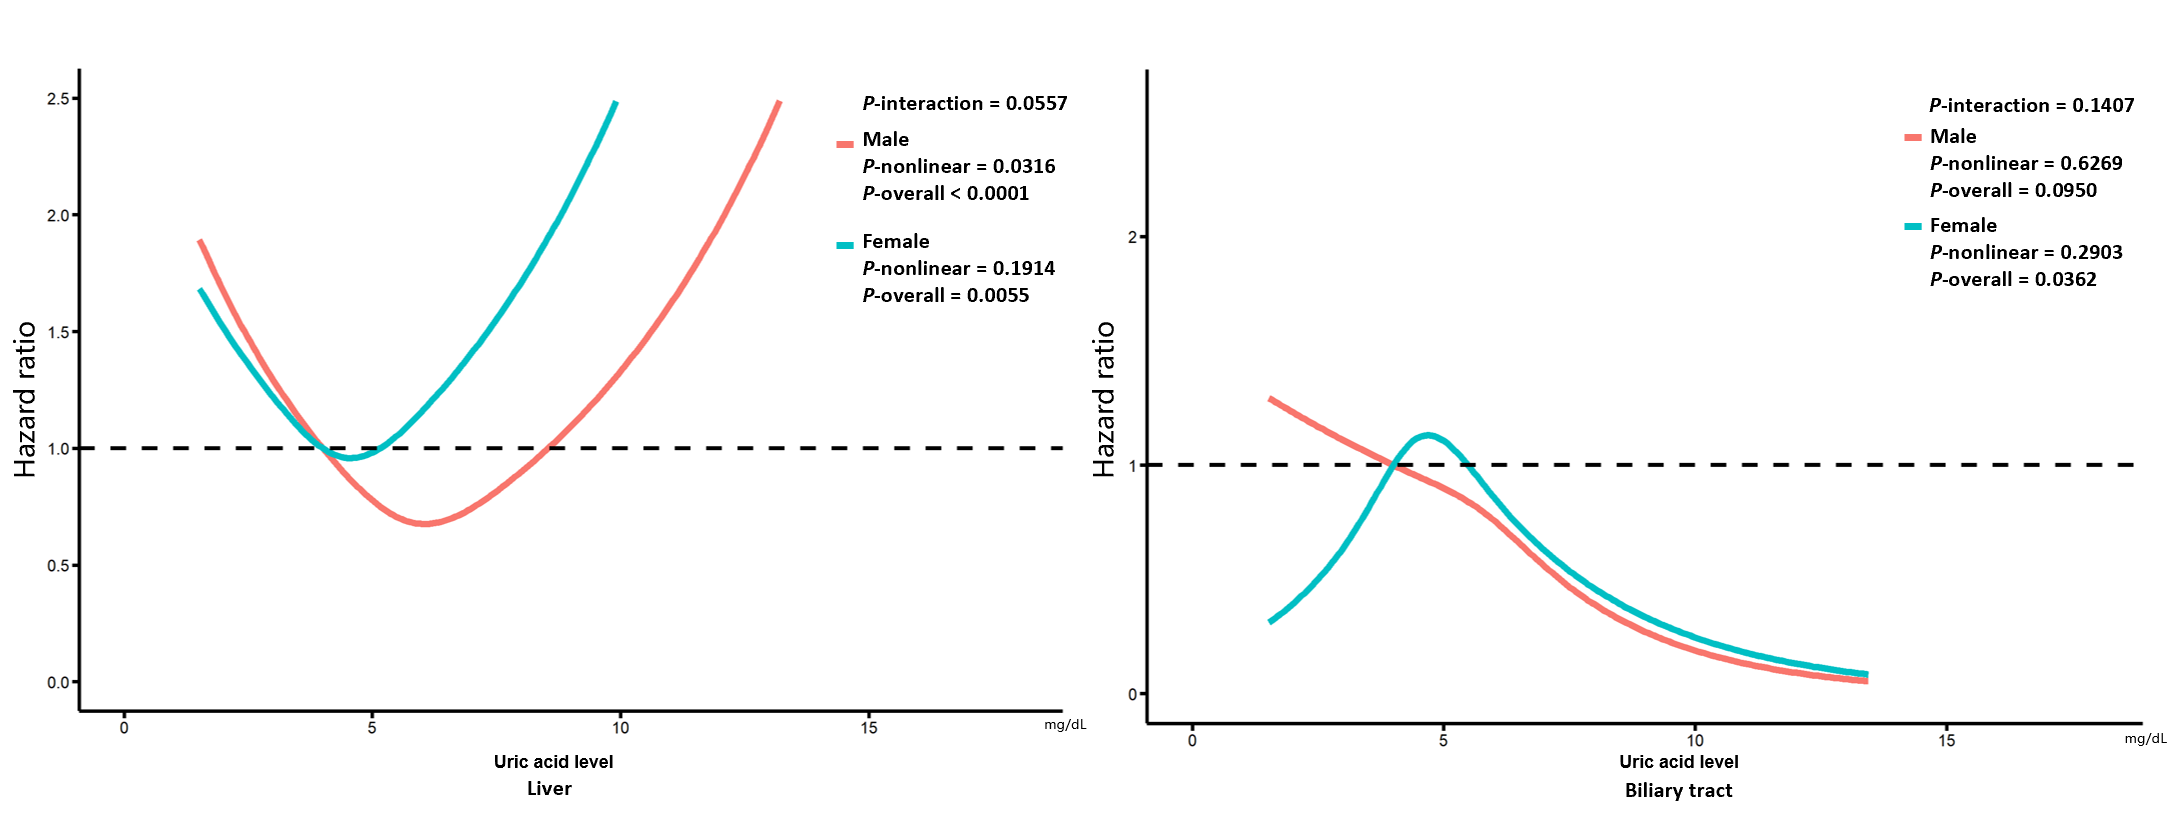 Hazard ratio
2.5
2.0
1.5
1.0
0.5
0.0
0
5
10
15
mg/dL
Uric acid level
Liver
P-interaction = 0.0557
Male
P-nonlinear = 0.0316
P-overall < 0.0001
Female
P-nonlinear = 0.1914
P-overall = 0.0055
Hazard ratio
2
1
0
0
5
10
15
mg/dL
Uric acid level
Biliary tract
P-interaction = 0.1407
Male
P-nonlinear = 0.6269
P-overall = 0.0950
Female
P-nonlinear = 0.2903
P-overall = 0.0362